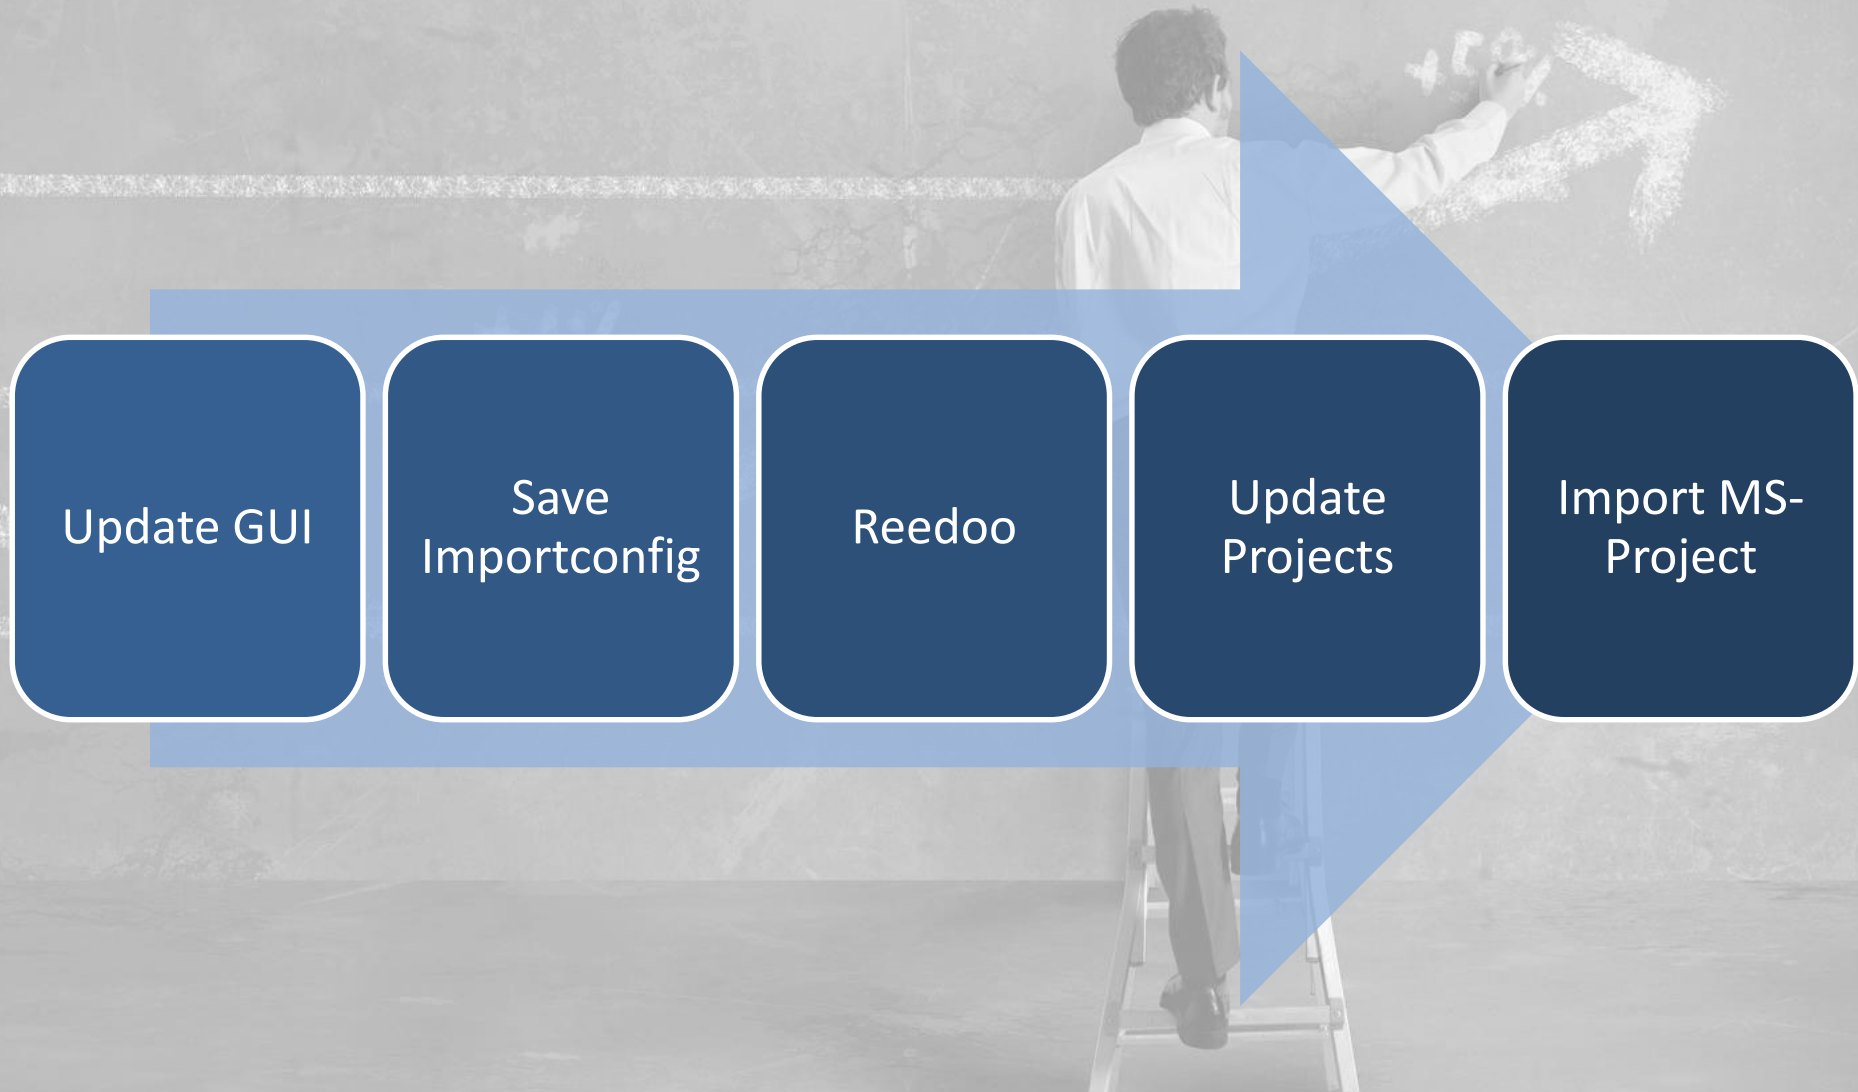 Update GUI
Save
Importconfig
Reedoo
Update
Projects
Import MS-
Project